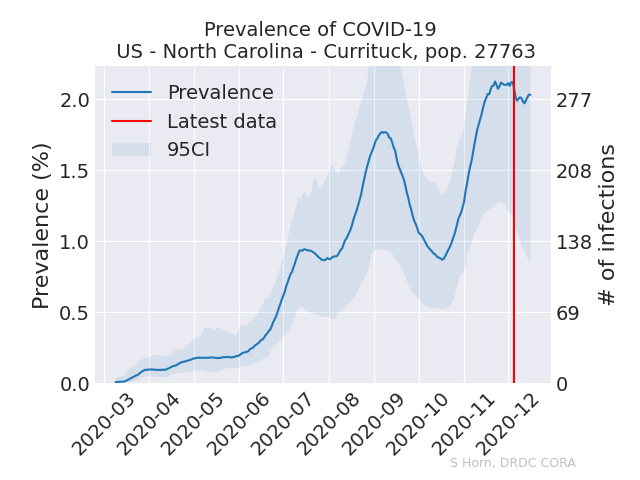 Prevalence of COVID-19
US - North Carolina - Currituck, pop. 27763
Prevalence
Latest data
95CI
Prevalence (%)
2.0
1.5
1.0
0.5
0.0
277
208
138
69
0
# of infections
2020-03
2020-04
2020-05
2020-06
2020-07
2020-08
2020-09
2020-10
2020-11
2020-12
S Horn, DRDC CORA